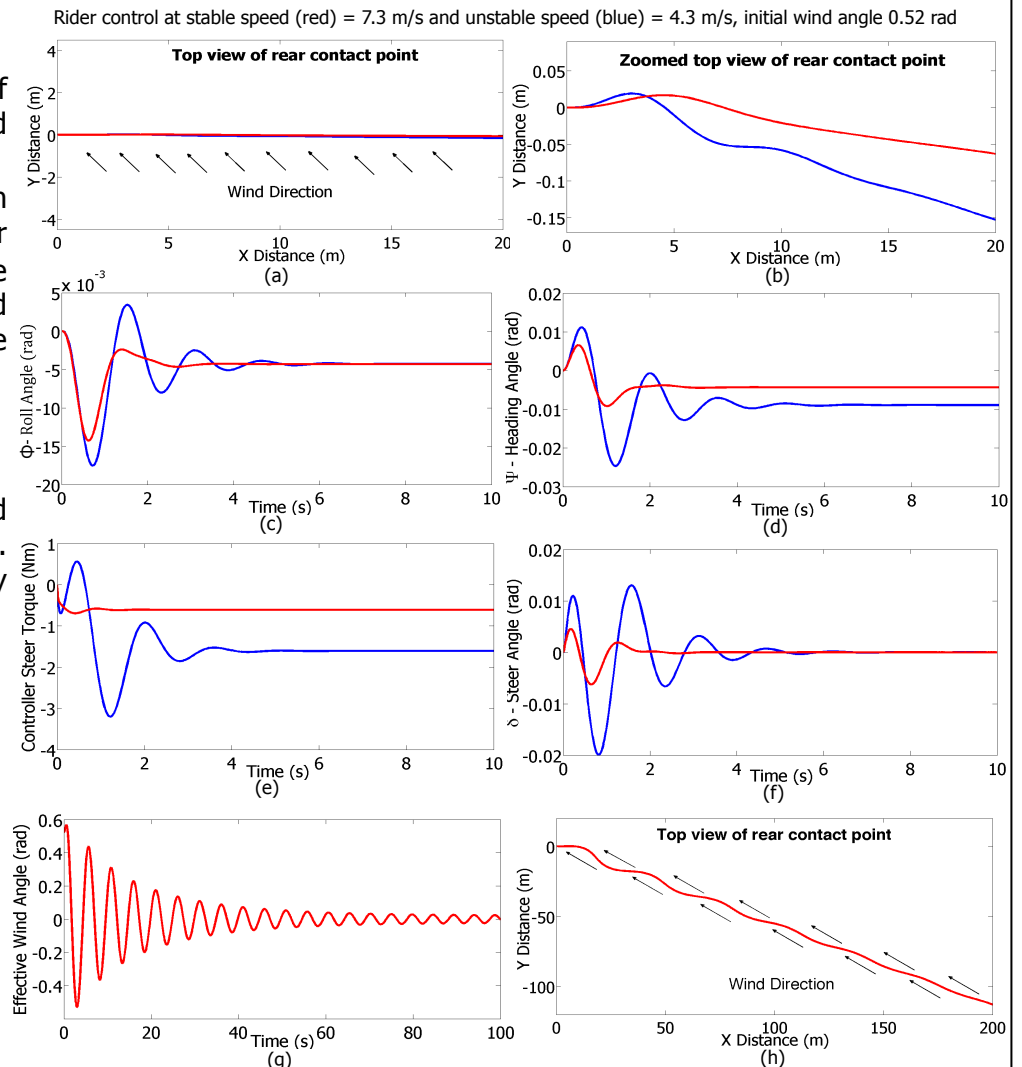 Rider control at stable speed (red) = 7.3 m/s and unstable speed (blue) = 4.3 m/s, initial wind angle 0.52 rad
f
d
n
r
e
d
e
d
.
y
Top view of rear contact point
Y Distance (m)
4
2
0
-2
-4
Wind Direction
0 5 10 15 20
X Distance (m)
(a)
Zoomed top view of rear contact point
Y Distance (m)
0.05
0
-0.05
-0.1
-0.15
0 5 10 15 20
X Distance (m)
(b)
5 x 10 -3
Φ- Roll Angle (rad)
0
-5
-10
-15
-20
0 2 4 6 8 10
Time (s)
(c)
Ψ - Heading Angle (rad)
0.02
0.01
0
-0.01
-0.02
-0.03
0 2 4 6 8 10
Time (s)
(d)
Controller Steer Torque (Nm)
1
0
-1
-2
-3
-4
0 2 4 6 8 10
Time (s)
(e)
δ - Steer Angle (rad)
0.02
0.01
0
-0.01
-0.02
0 2 4 6 8 10
Time (s)
(f)
Effective Wind Angle (rad)
0.6
0.4
0.2
0
-0.2
-0.4
0 20 40 60 80 100
Time (s)
(g)
Top view of rear contact point
Y Distance (m)
0
-50
-100
Wind Direction
0 50 100 150 200
X Distance (m)
(h)